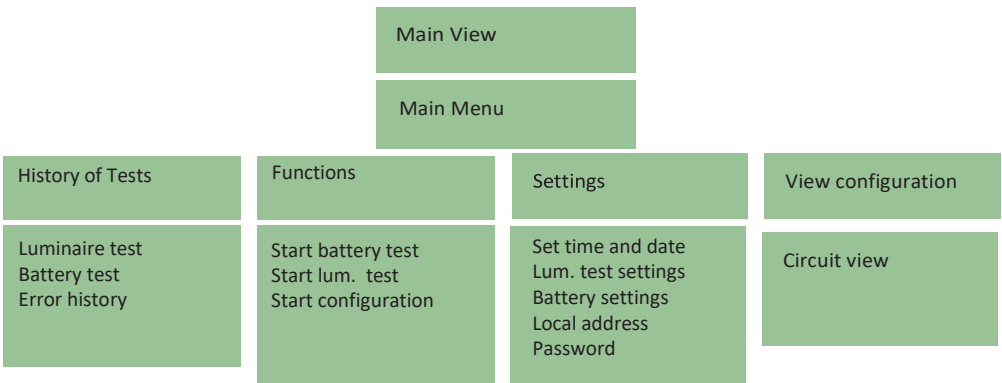 Main View
Main Menu
History of Tests
Luminaire test
Battery test
Error history
Functions
Start battery test
Start lum. test
Start configuration
Settings
Set time and date
Lum. test settings
Battery settings
Local address
Password
View configuration
Circuit view